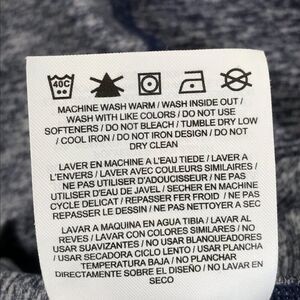 40C
MACHINE WASH WARM / WASH INSIDE OUT /
WASH WITH LIKE COLORS / DO NOT USE
SOFTENERS / DO NOT BLEACH / TUMBLE DRY LOW
/ COOL IRON / DO NOT IRON DESIGN / DO NOT
DRY CLEAN
LAVER EN MACHINE A L'EAU TIEDE / LAVER A
L'ENVERS / LAVER AVEC COULEURS SIMILAIRES /
NE PAS UTILISER D'ADOUCISSEUR / NE PAS
UTILISER D'EAU DE JAVEL / SECHER EN MACHINE
CYCLE DELICAT / REPASSER FER FROID / NE PAS
REPASSER LE DESSIN / NE PAS NETTOYER A SEC
LAVAR A MAQUINA EN AGUA TIBIA / LAVAR AL
REVES / LAVAR CON COLORES SIMILARES / NO
USAR SUAVIZANTES / NO USAR BLANQUEADORES
/ USAR SECADORA CICLO LENTO / USAR PLANCHA
TEMPERATURA BAJA / NO PLANCHAR
DIRECTAMENTE SOBRE EL DISEÑO / NO LAVAR EN
SECO